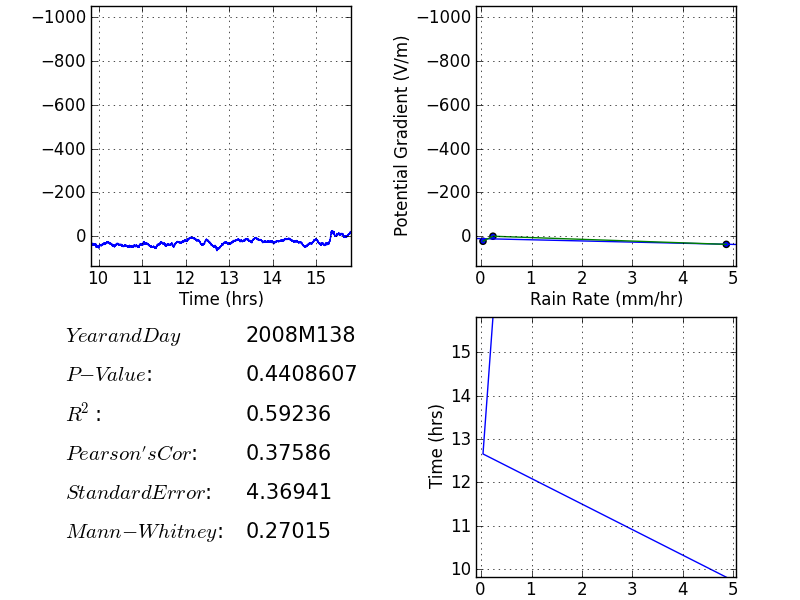 −1000
−800
−600
−400
−200
0
10 11 12 13 14 15
Time (hrs)
Potential Gradient (V/m)
−1000
−800
−600
−400
−200
0
0 1 2 3 4 5
Rain Rate (mm/hr)
YearandDay 2008M138
P−Value: 0.4408607
R²: 0.59236
Pearson'sCor: 0.37586
StandardError: 4.36941
Mann−Whitney: 0.27015
Time (hrs)
15
14
13
12
11
10
0 1 2 3 4 5